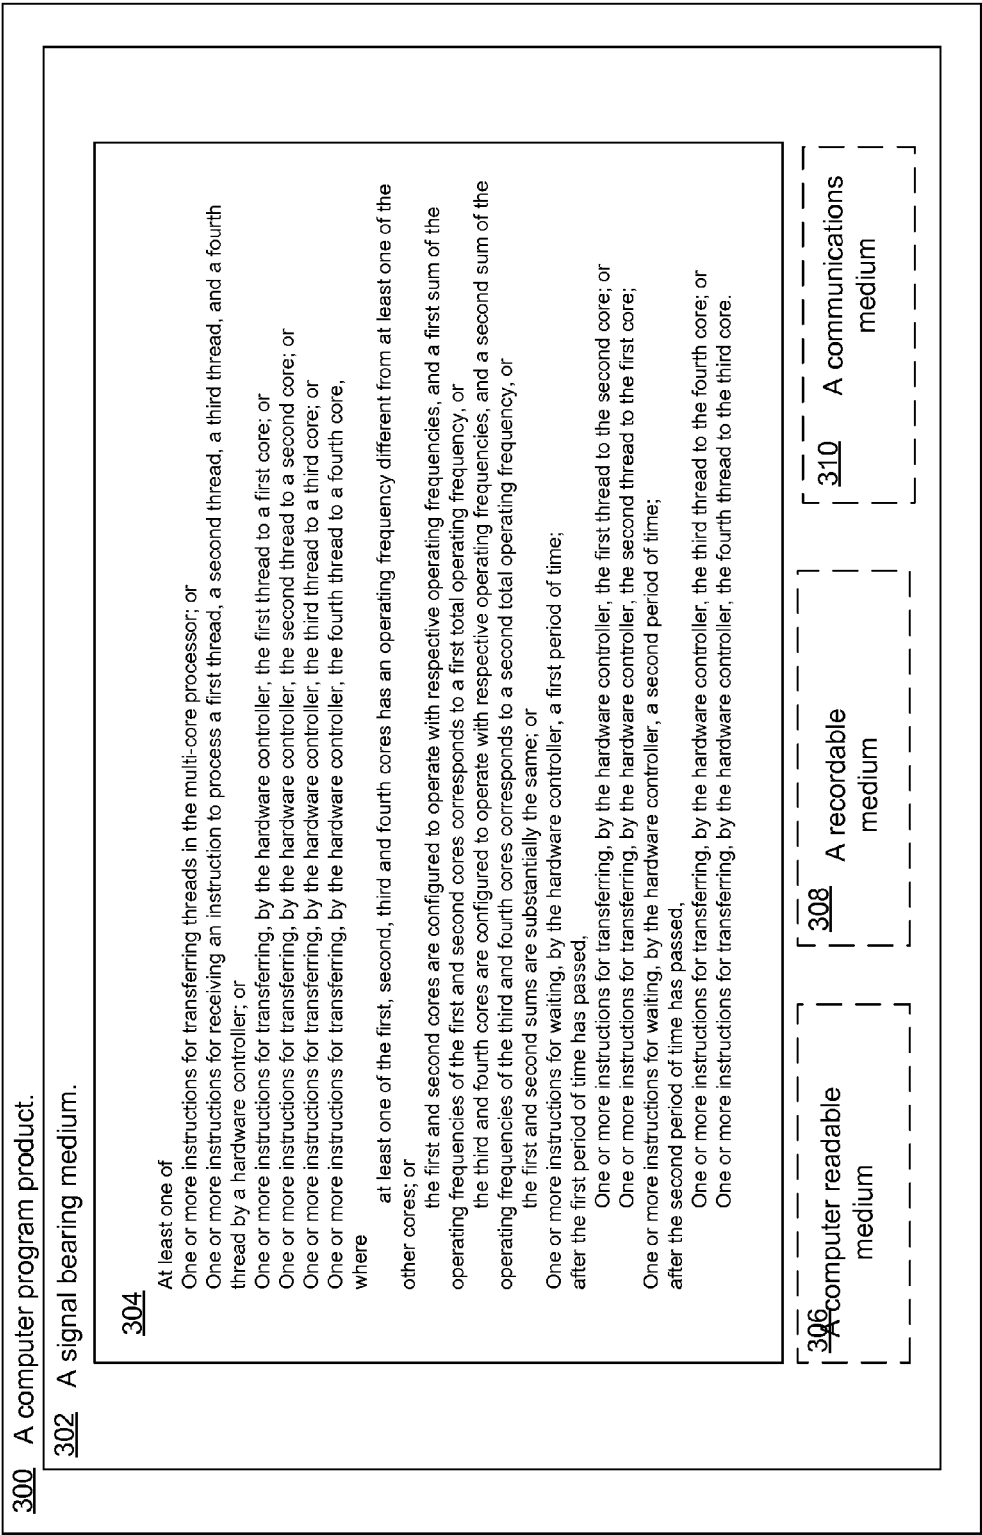 300 A computer program product.
302 A signal bearing medium.
304
At least one of
One or more instructions for transferring threads in the multi-core processor; or
One or more instructions for receiving an instruction to process a first thread, a second thread, a third thread, and a fourth
thread by a hardware controller; or
One or more instructions for transferring, by the hardware controller, the first thread to a first core; or
One or more instructions for transferring, by the hardware controller, the second thread to a second core; or
One or more instructions for transferring, by the hardware controller, the third thread to a third core; or
One or more instructions for transferring, by the hardware controller, the fourth thread to a fourth core,
where
at least one of the first, second, third and fourth cores has an operating frequency different from at least one of the
other cores; or
the first and second cores are configured to operate with respective operating frequencies, and a first sum of the
operating frequencies of the first and second cores corresponds to a first total operating frequency, or
the third and fourth cores are configured to operate with respective operating frequencies, and a second sum of the
operating frequencies of the third and fourth cores corresponds to a second total operating frequency, or
the first and second sums are substantially the same; or
One or more instructions for waiting, by the hardware controller, a first period of time;
after the first period of time has passed,
One or more instructions for transferring, by the hardware controller, the first thread to the second core; or
One or more instructions for transferring, by the hardware controller, the second thread to the first core;
One or more instructions for waiting, by the hardware controller, a second period of time;
after the second period of time has passed,
One or more instructions for transferring, by the hardware controller, the third thread to the fourth core; or
One or more instructions for transferring, by the hardware controller, the fourth thread to the third core.
306
A computer readable
medium
308 A recordable
medium
310 A communications
medium